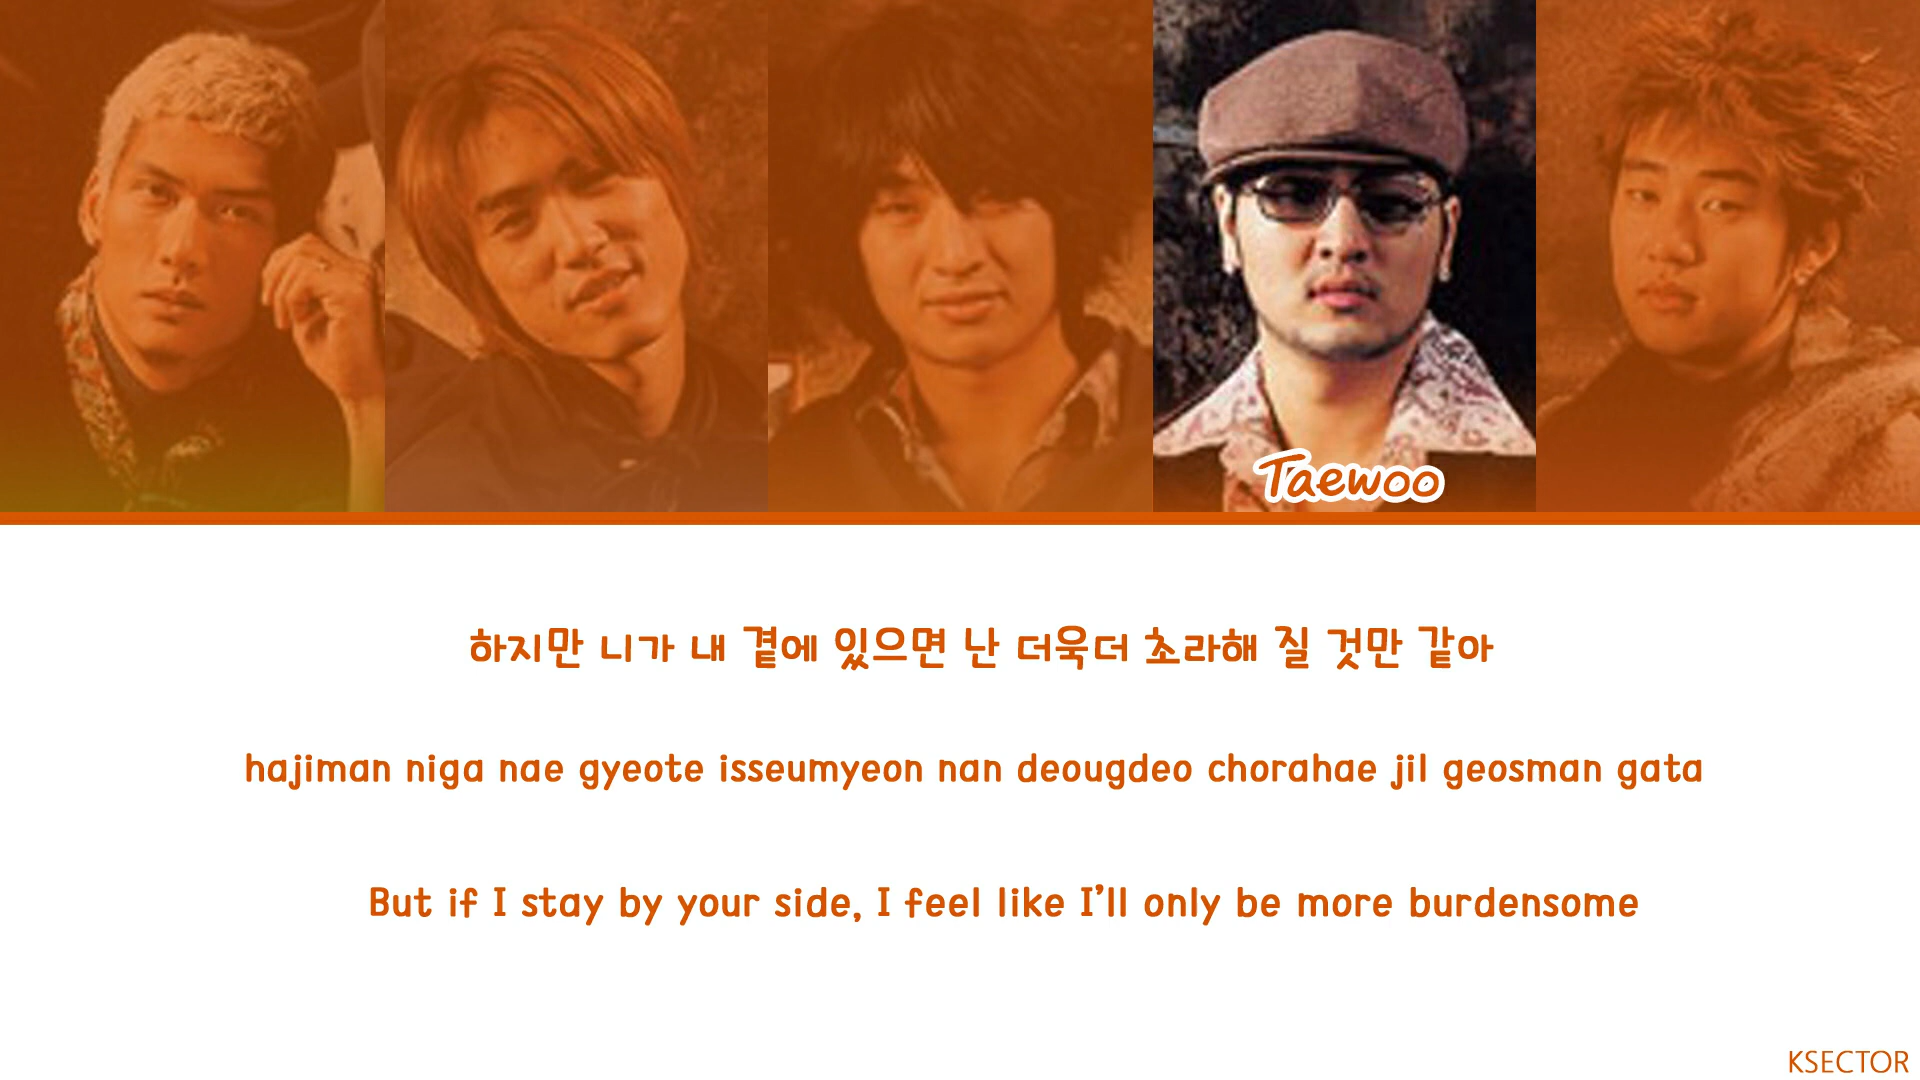 Taewoo
하지만 니가 내 곁에 있으면 난 더욱더 초라해 질 것만 같아
hajiman niga nae gyeote isseumyeon nan deougdeo chorahae jil geosman gata
But if I stay by your side, I feel like I'll only be more burdensome
KSECTOR